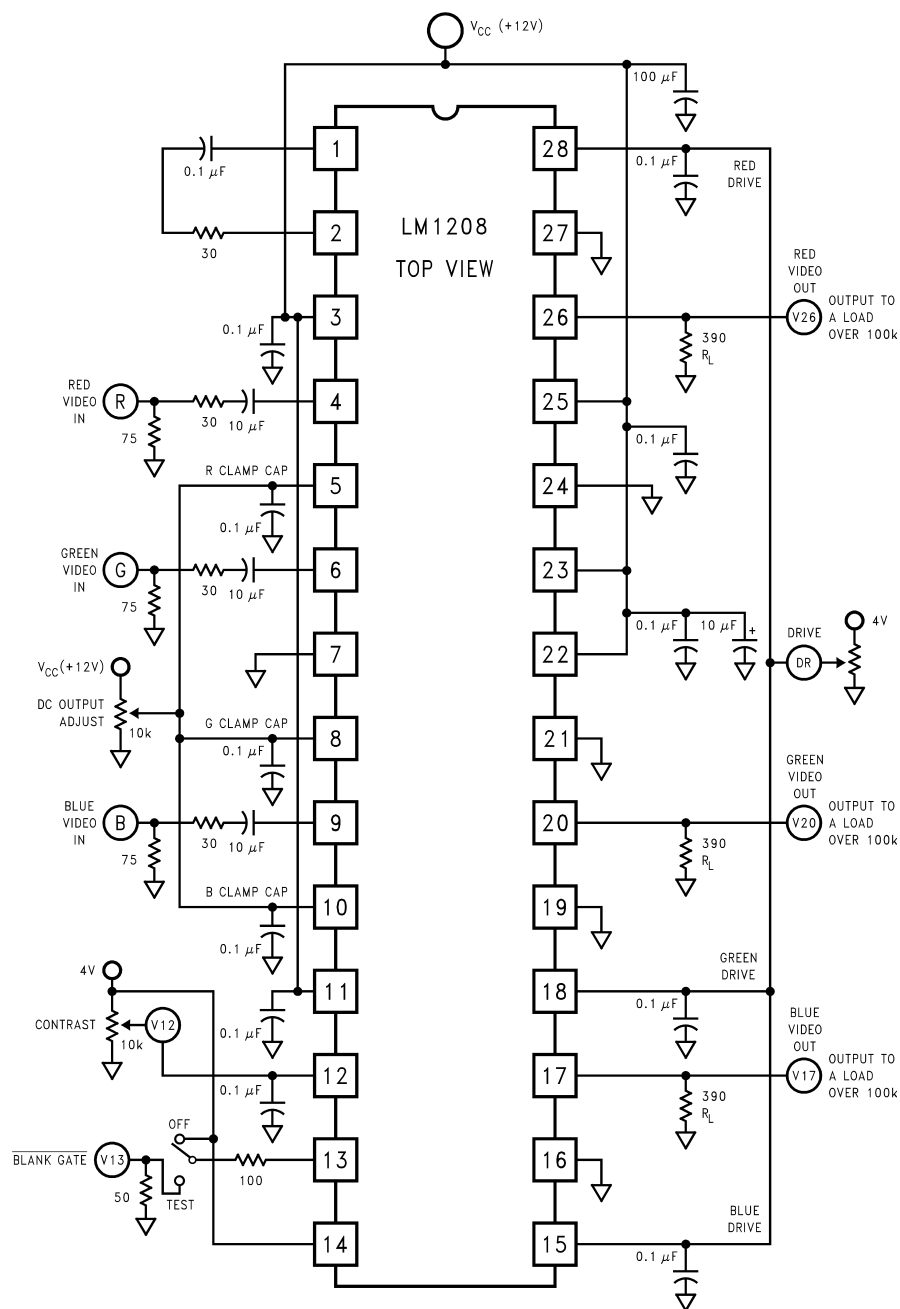 V_CC (+12V)
100 μF
1
28
0.1 μF
0.1 μF
RED
DRIVE
LM1208
TOP VIEW
2
27
30
RED
VIDEO
OUT
3
26
0.1 μF
V26
OUTPUT TO
A LOAD
OVER 100k
390
R_L
RED
VIDEO
IN
R
75
30
10 μF
4
25
0.1 μF
R CLAMP CAP
5
24
0.1 μF
GREEN
VIDEO
IN
G
75
30
10 μF
6
23
0.1 μF
10 μF
+
7
22
DRIVE
DR
4V
V_CC(+12V)
DC OUTPUT
ADJUST
10k
G CLAMP CAP
8
21
0.1 μF
GREEN
VIDEO
OUT
BLUE
VIDEO
IN
B
75
30
10 μF
9
20
V20
OUTPUT TO
A LOAD
OVER 100k
390
R_L
B CLAMP CAP
10
19
0.1 μF
4V
11
18
0.1 μF
0.1 μF
GREEN
DRIVE
CONTRAST
10k
V12
BLUE
VIDEO
OUT
12
17
0.1 μF
V17
OUTPUT TO
A LOAD
OVER 100k
390
R_L
OFF
BLANK GATE
V13
50
TEST
100
13
16
14
15
0.1 μF
BLUE
DRIVE